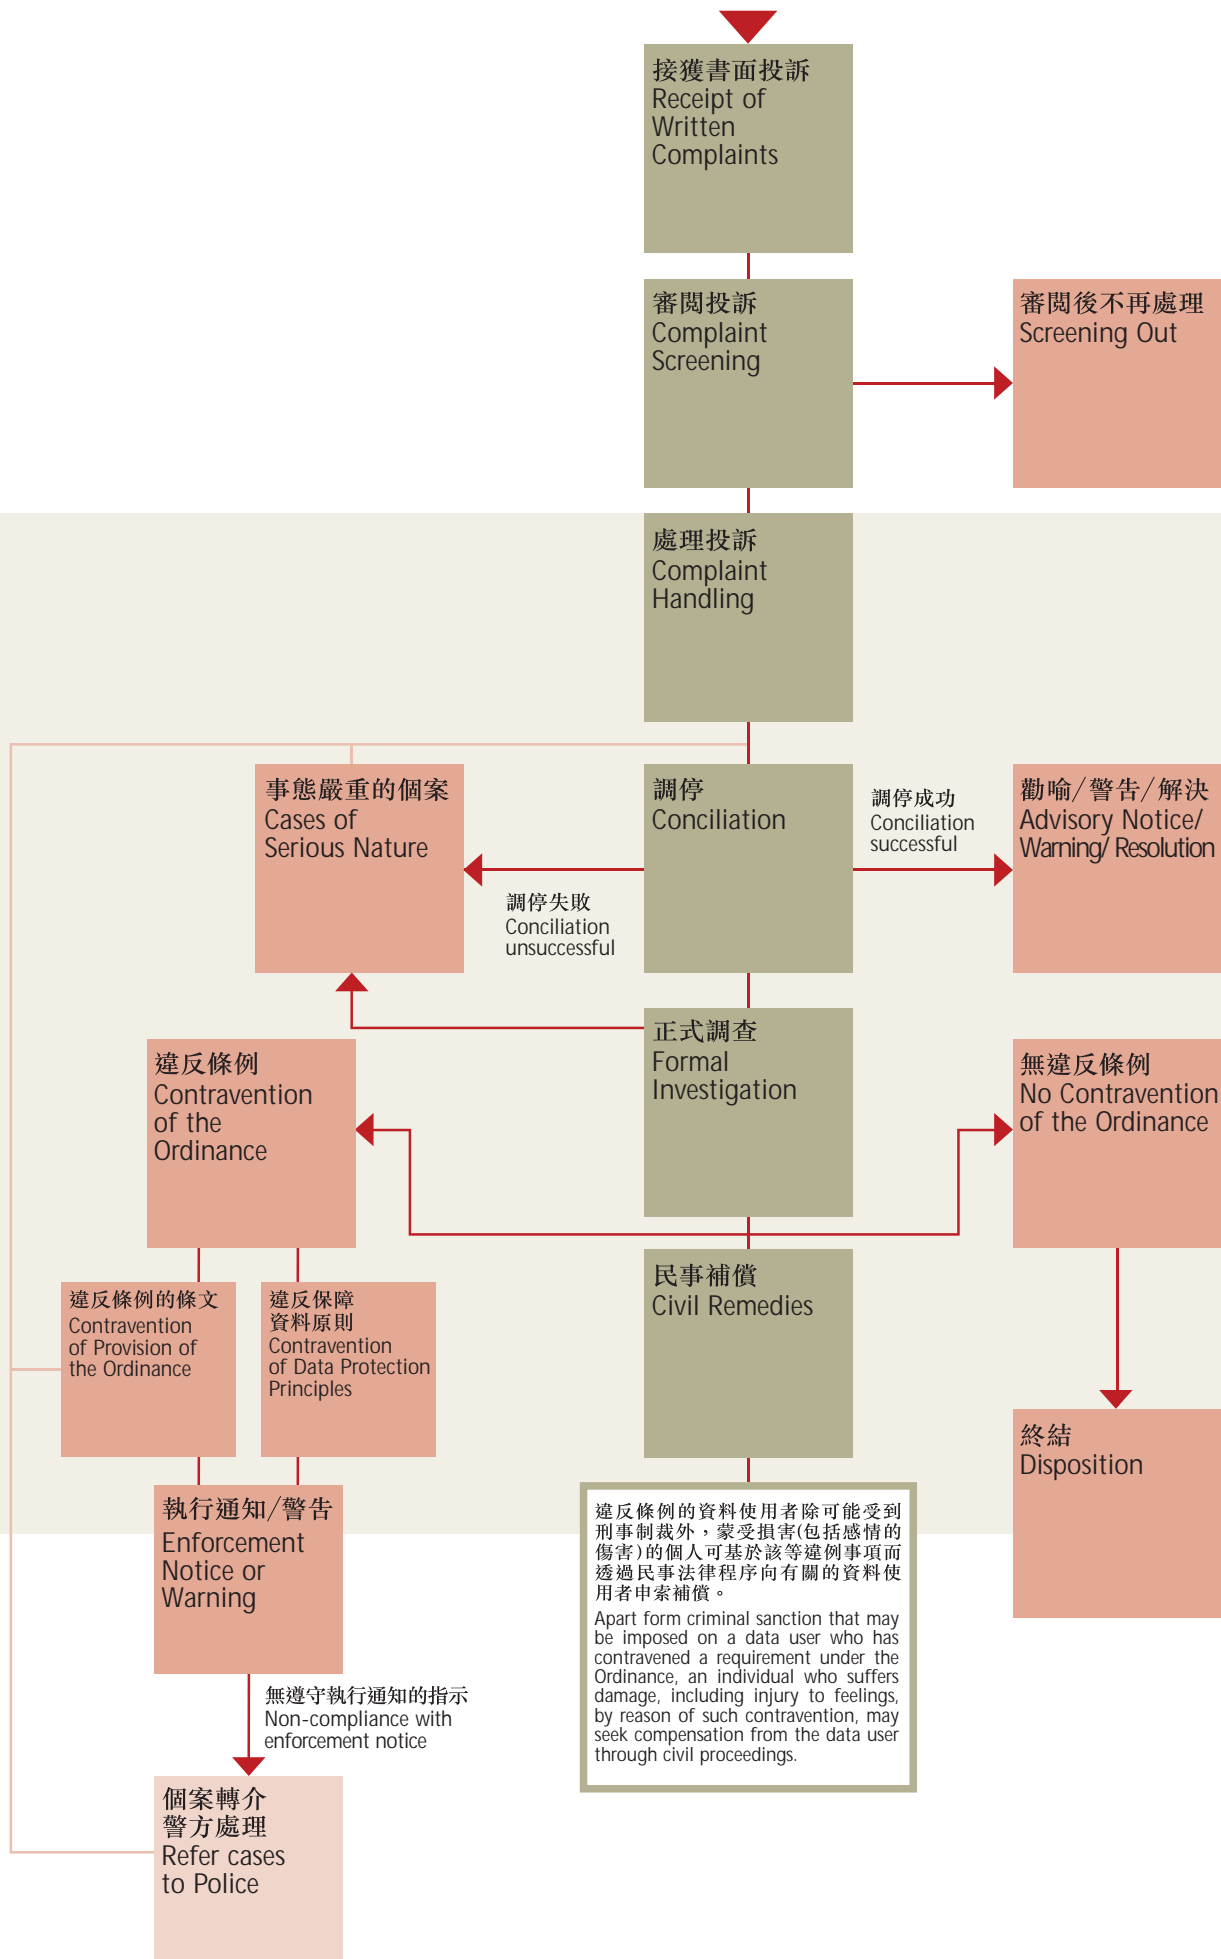 接獲書面投訴
Receipt of
Written
Complaints
審閱投訴
Complaint
Screening
審閱後不再處理
Screening Out
處理投訴
Complaint
Handling
事態嚴重的個案
Cases of
Serious Nature
調停
Conciliation
調停成功
Conciliation
successful
勸喻/警告/解決
Advisory Notice/
Warning/ Resolution
調停失敗
Conciliation
unsuccessful
正式調查
Formal
Investigation
違反條例
Contravention
of the
Ordinance
無違反條例
No Contravention
of the Ordinance
違反條例的條文
Contravention
of Provision of
the Ordinance
違反保障
資料原則
Contravention
of Data Protection
Principles
民事補償
Civil Remedies
終結
Disposition
執行通知/警告
Enforcement
Notice or
Warning
違反條例的資料使用者除可能受到
刑事制裁外，蒙受損害(包括感情的
傷害)的個人可基於該等違例事項而
透過民事法律程序向有關的資料使
用者申索補償。
Apart form criminal sanction that may
be imposed on a data user who has
contravened a requirement under the
Ordinance, an individual who suffers
damage, including injury to feelings,
by reason of such contravention, may
seek compensation from the data user
through civil proceedings.
無遵守執行通知的指示
Non-compliance with
enforcement notice
個案轉介
警方處理
Refer cases
to Police